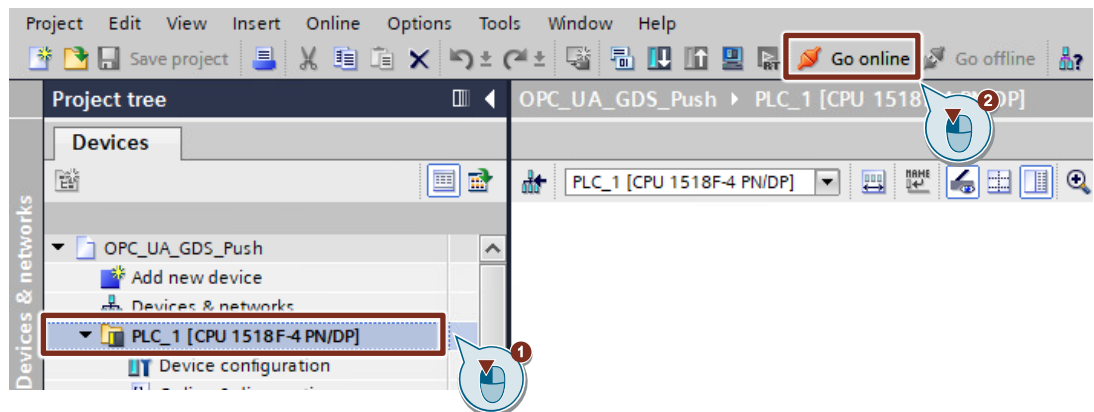 Project Edit View Insert Online Options Tools Window Help
Save project RT Go online Go offline ?
Project tree OPC_UA_GDS_Push PLC_1 [CPU 1518 DP]
2
Devices
PLC_1 [CPU 1518F-4 PN/DP] NAME
Devices & networks
OPC_UA_GDS_Push
Add new device
Devices & networks
PLC_1 [CPU 1518F-4 PN/DP]
1
Device configuration